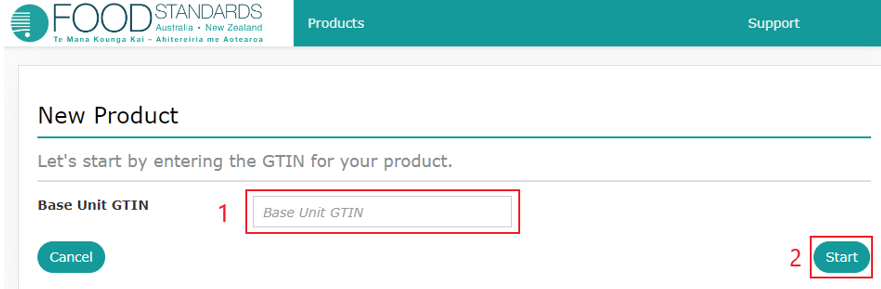 FOOD STANDARDS
Australia • New Zealand
Te Mana Kounga Kai – Ahitereiria me Aotearoa
Products
Support
New Product
Let's start by entering the GTIN for your product.
Base Unit GTIN
1
Base Unit GTIN
Cancel
2
Start